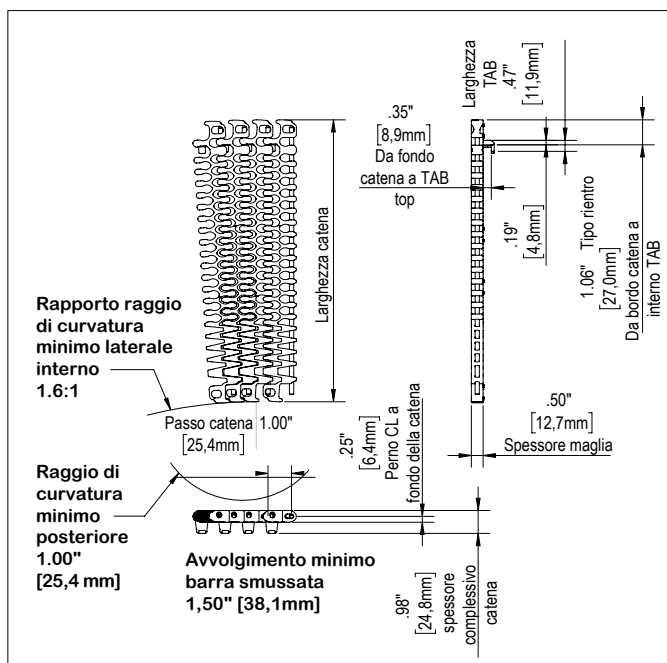 Larghezza
TAB
.47"
[11,9mm]
.35"
[8,9mm]
Da fondo
catena a TAB
top
.19"
[4,8mm]
1.06" Tipo rientro
[27,0mm]
Da bordo catena a
interno TAB
Larghezza catena
Rapporto raggio
di curvatura
minimo laterale
interno
1.6:1
Passo catena 1.00"
[25,4mm]
.25"
[6,4mm]
Perno CL a
fondo della catena
.50"
[12,7mm]
Spessore maglia
Raggio di
curvatura
minimo
posteriore
1.00"
[25,4 mm]
Avvolgimento minimo
barra smussata
1,50" [38,1mm]
.98"
[24,8mm]
spessore
complessivo
catena